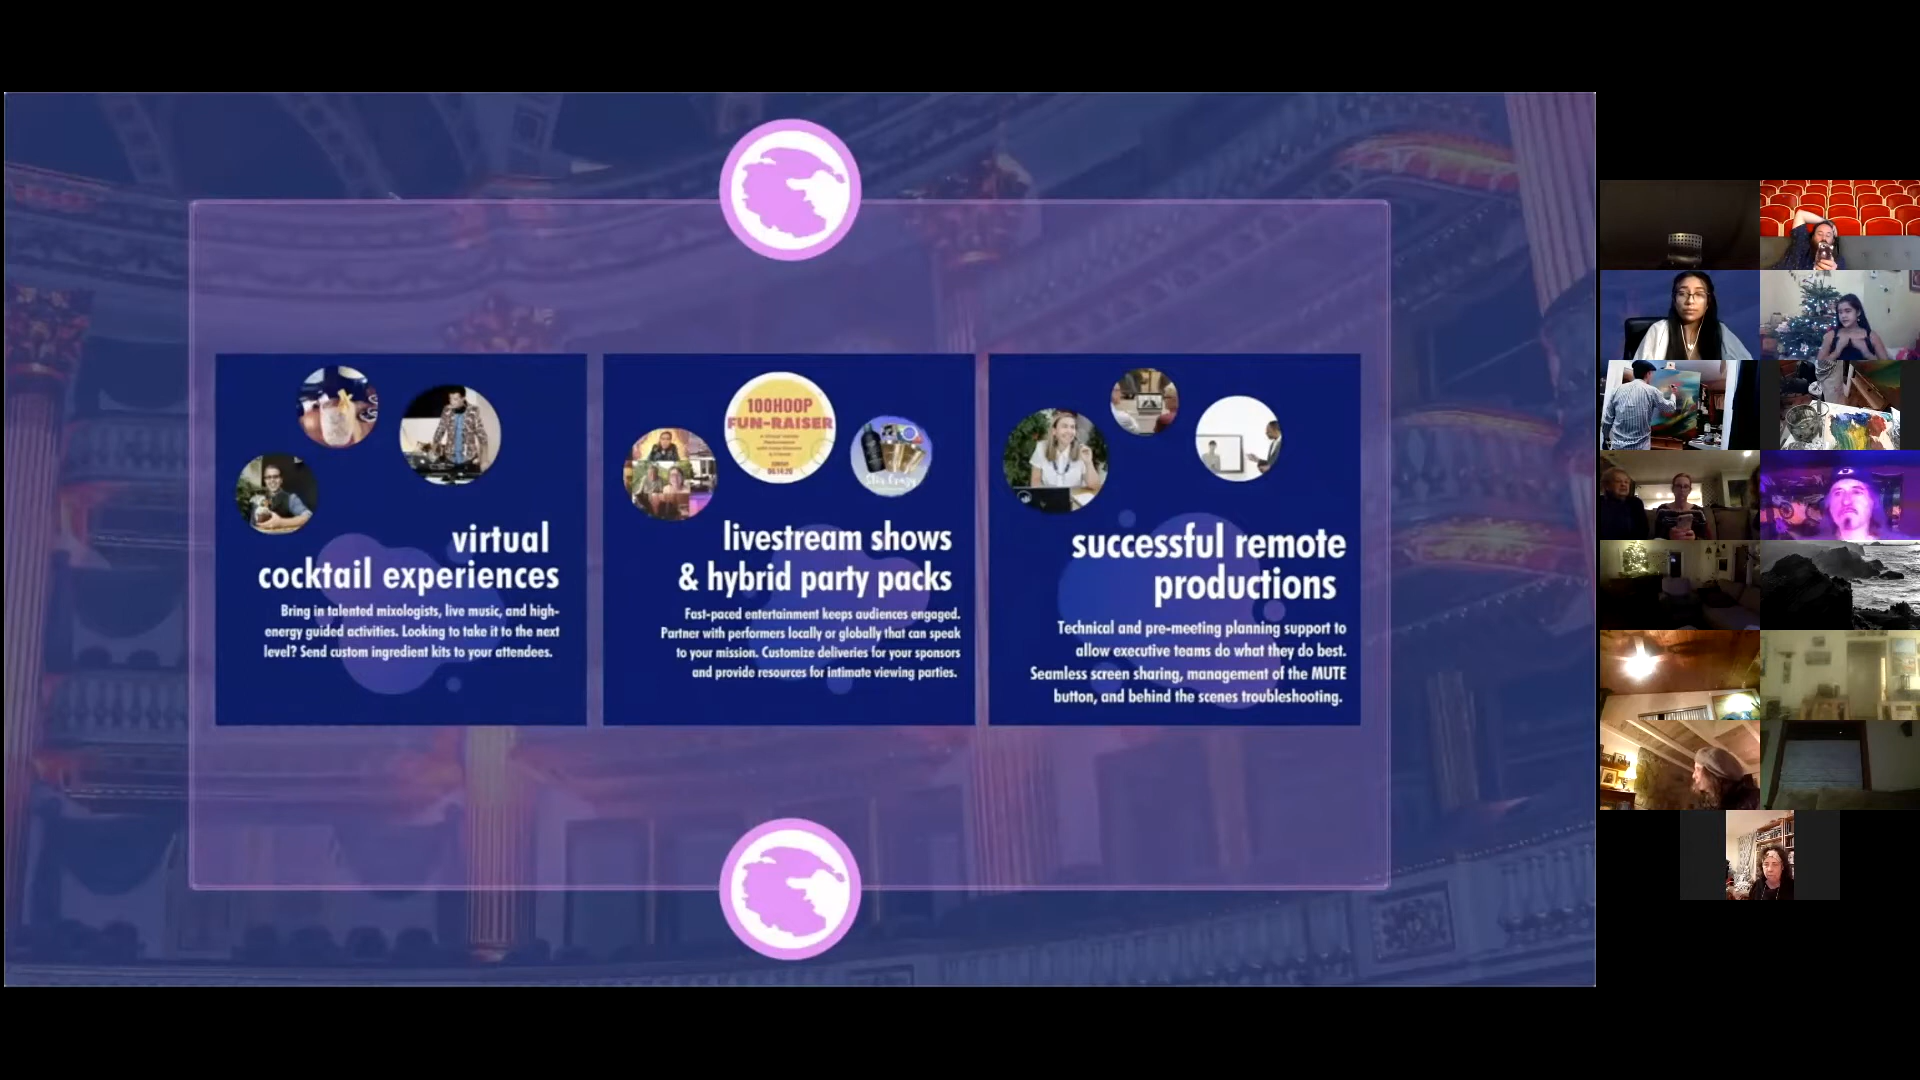 virtual
cocktail experiences
Bring in talented mixologists, live music, and high-
energy guided activities. Looking to take it to the next
level? Send custom ingredient kits to your attendees.
100HOOP
FUN-RAISER
livestream shows
& hybrid party packs
Fast-paced entertainment keeps audiences engaged.
Partner with performers locally or globally that can speak
to your mission. Customize deliveries for your sponsors
and provide resources for intimate viewing parties.
Stir Crazy
successful remote
productions
Technical and pre-meeting planning support to
allow executive teams do what they do best.
Seamless screen sharing, management of the MUTE
button, and behind the scenes troubleshooting.